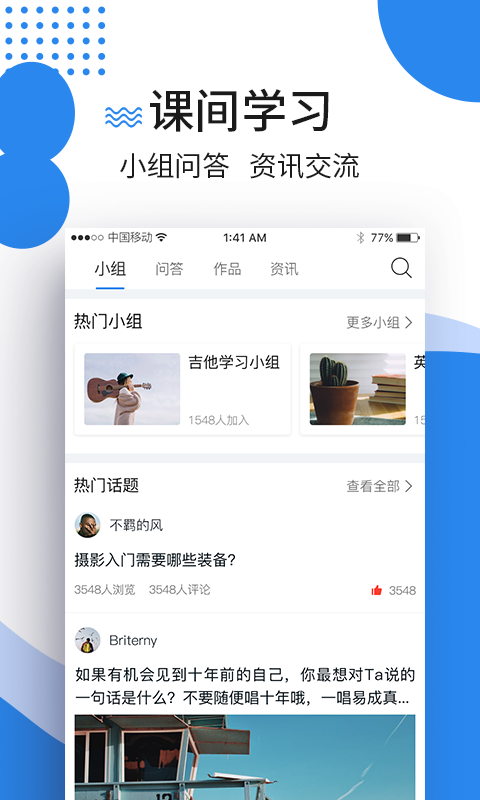 课间学习
小组问答 资讯交流
中国移动 1:41 AM 77%
小组 问答 作品 资讯
热门小组 更多小组
吉他学习小组 英
1548人加入 15
热门话题 查看全部
不羁的风
摄影入门需要哪些装备?
3548人浏览 3548人评论 3548
Briterny
如果有机会见到十年前的自己，你最想对Ta说的
一句话是什么? 不要随便唱十年哦，一唱易成真...
12